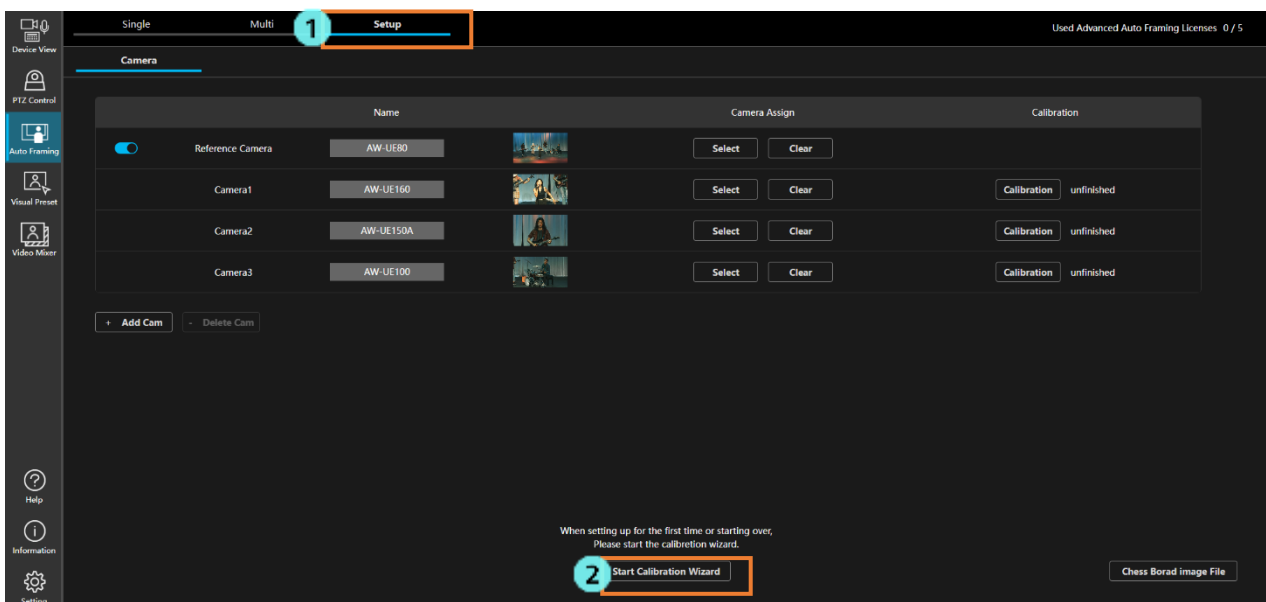 Device View
PTZ Control
Auto Framing
Visual Preset
Video Mixer
Help
Information
Setting
Single Multi 1 Setup Used Advanced Auto Framing Licenses 0 / 5
Camera
Name Camera Assign Calibration
Reference Camera AW-UE80 Select Clear
Camera1 AW-UE160 Select Clear Calibration unfinished
Camera2 AW-UE150A Select Clear Calibration unfinished
Camera3 AW-UE100 Select Clear Calibration unfinished
+ Add Cam - Delete Cam
When setting up for the first time or starting over,
Please start the calibretion wizard.
2 Start Calibration Wizard Chess Borad image File